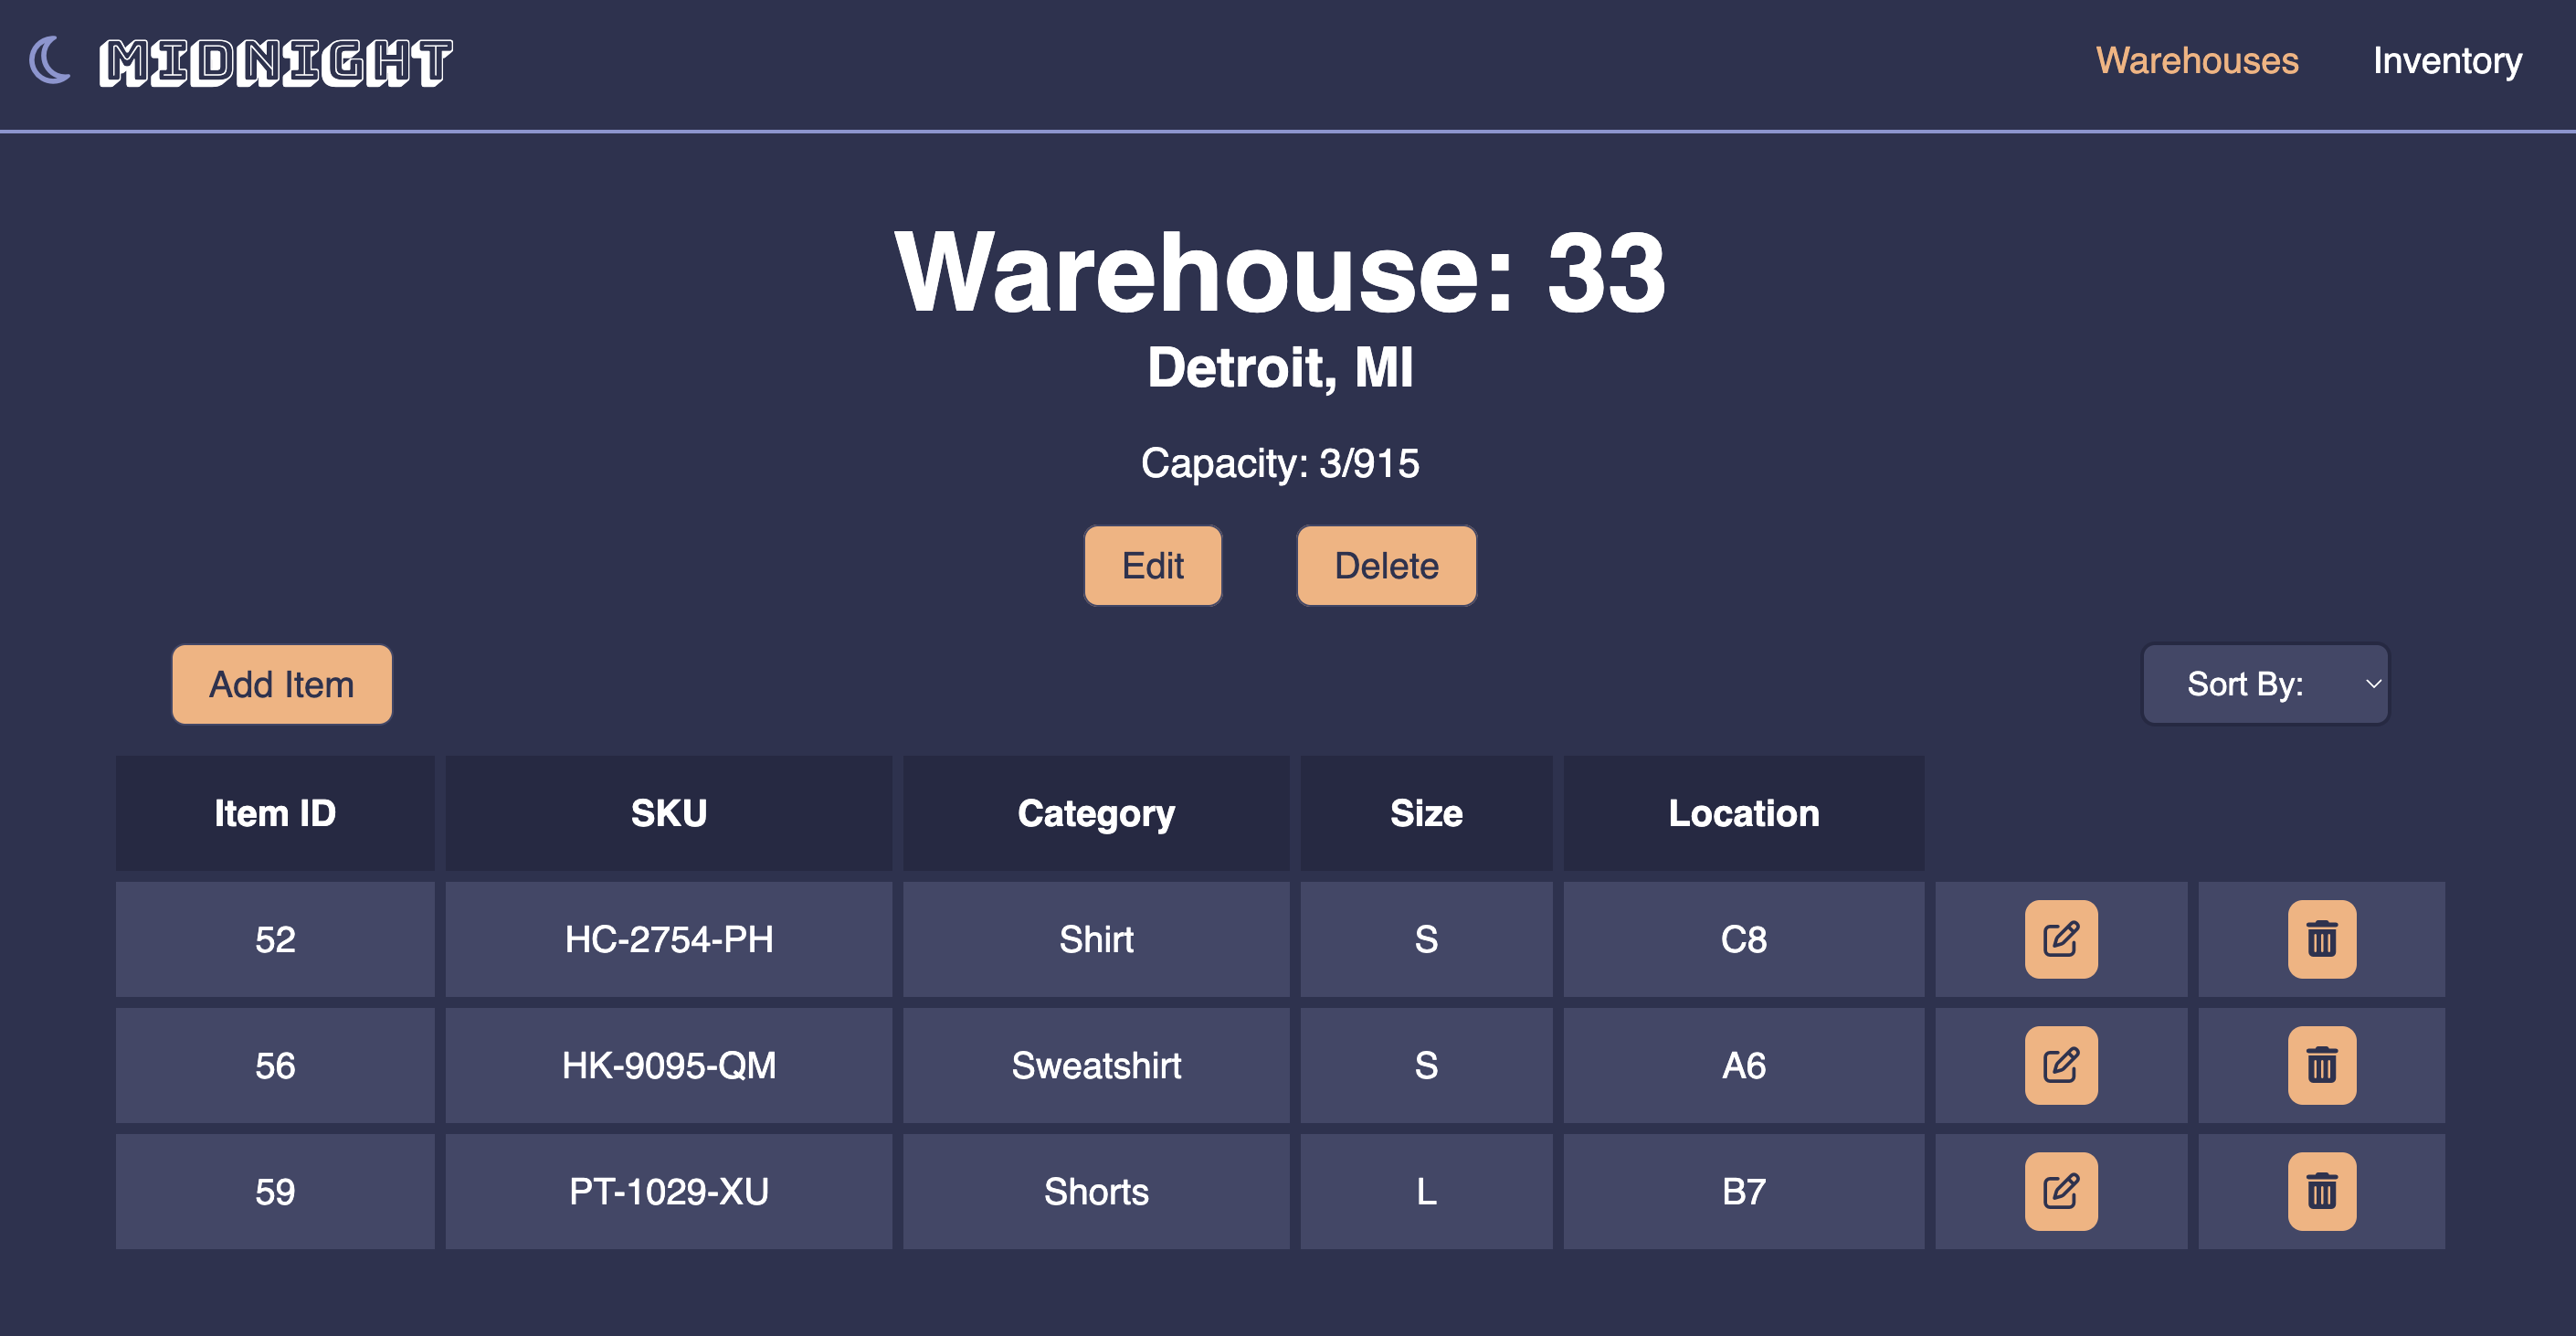 MIDNIGHT Warehouses Inventory
Warehouse: 33
Detroit, MI
Capacity: 3/915
Edit Delete
Add Item Sort By:
Item ID SKU Category Size Location
52 HC-2754-PH Shirt S C8
56 HK-9095-QM Sweatshirt S A6
59 PT-1029-XU Shorts L B7